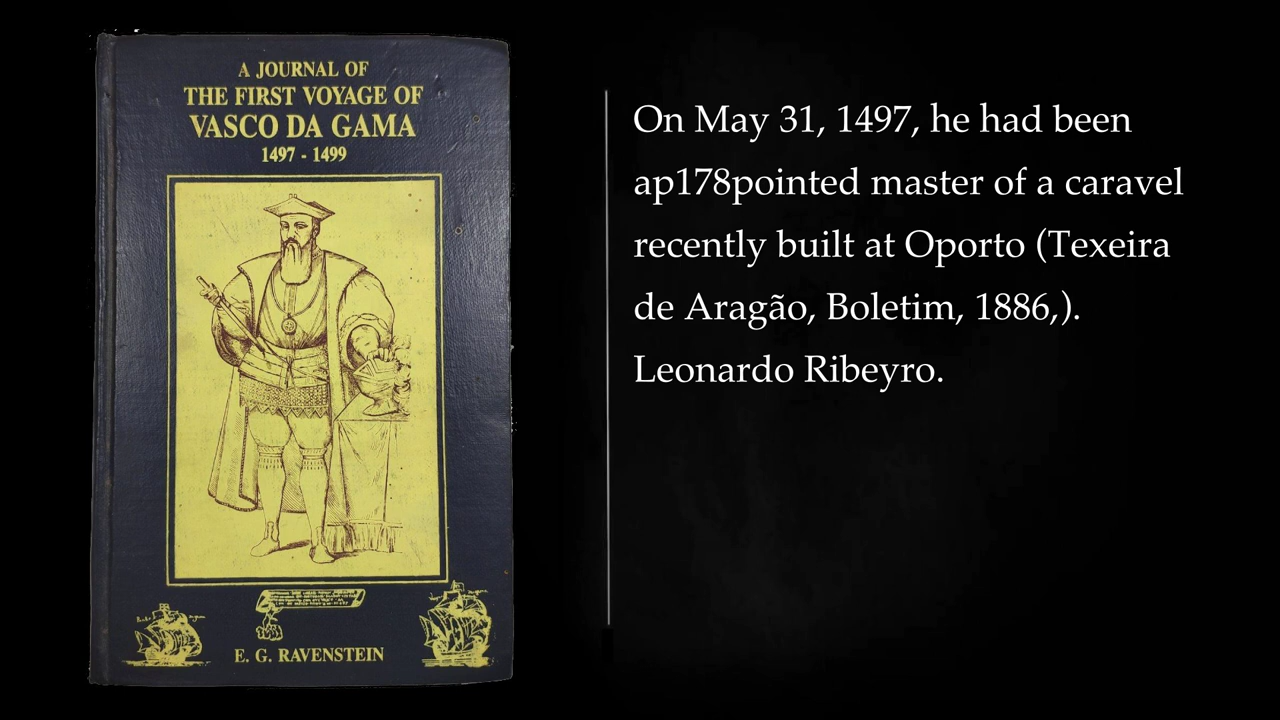 A JOURNAL OF
THE FIRST VOYAGE OF
VASCO DA GAMA
1497 - 1499
E. G. RAVENSTEIN
On May 31, 1497, he had been
ap178pointed master of a caravel
recently built at Oporto (Texeira
de Aragão, Boletim, 1886,).
Leonardo Ribeyro.